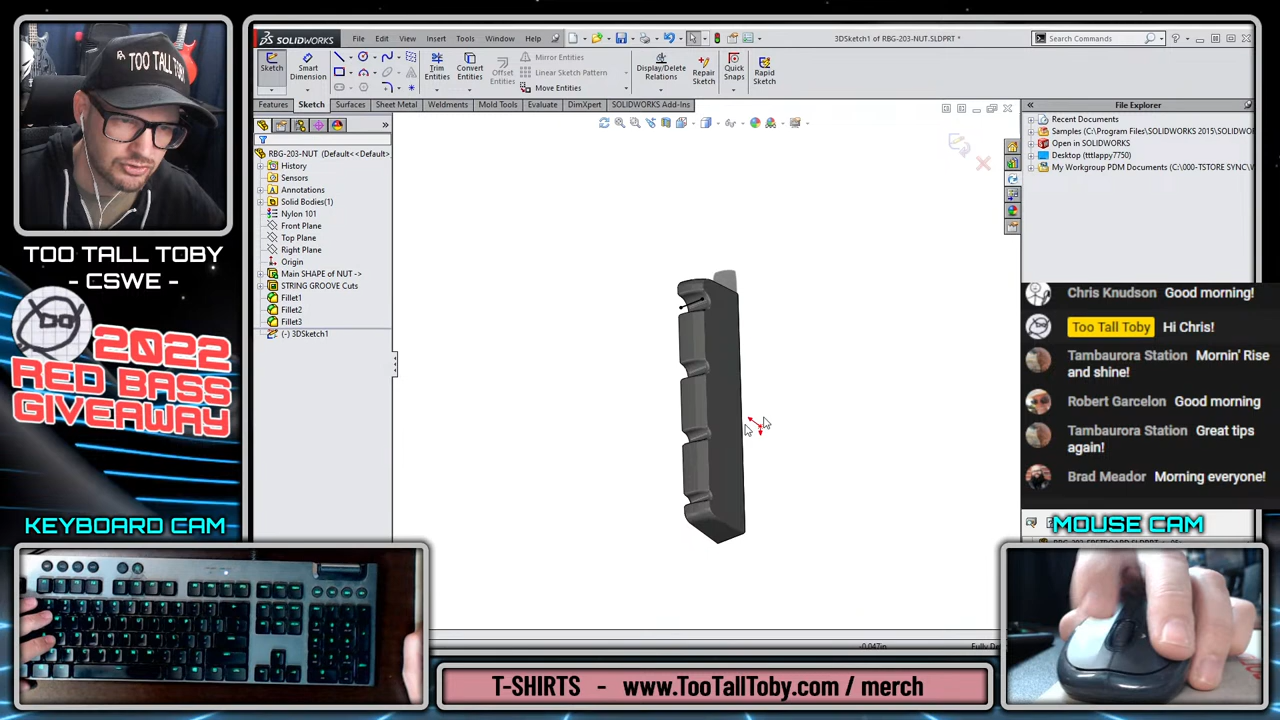 TOO TALL TOBY
TOO TALL TOBY
- CSWE -
2022
RED BASS
GIVEAWAY
KEYBOARD CAM
SOLIDWORKS
File
Edit
View
Insert
Tools
Window
Help
3DSketch1 of RBG-203-NUT.SLDPRT *
Search Commands
Sketch
Smart
Dimension
Trim
Entities
Convert
Entities
Offset
Entities
Mirror Entities
Linear Sketch Pattern
Move Entities
Display/Delete
Relations
Repair
Sketch
Quick
Snaps
Rapid
Sketch
Features
Sketch
Surfaces
Sheet Metal
Weldments
Mold Tools
Evaluate
DimXpert
SOLIDWORKS Add-Ins
RBG-203-NUT (Default<<Default>
History
Sensors
Annotations
Solid Bodies(1)
Nylon 101
Front Plane
Top Plane
Right Plane
Origin
Main SHAPE of NUT ->
STRING GROOVE Cuts
Fillet1
Fillet2
Fillet3
(-) 3DSketch1
File Explorer
Recent Documents
Samples (C:\Program Files\SOLIDWORKS 2015\SOLIDWO
Open in SOLIDWORKS
Desktop (tttlappy7750)
My Workgroup PDM Documents (C:\000-TSTORE SYNC\
Chris Knudson Good morning!
Too Tall Toby Hi Chris!
Tambaurora Station Mornin' Rise
and shine!
Robert Garcelon Good morning
Tambaurora Station Great tips
again!
Brad Meador Morning everyone!
MOUSE CAM
-0.047in
T-SHIRTS - www.TooTallToby.com / merch